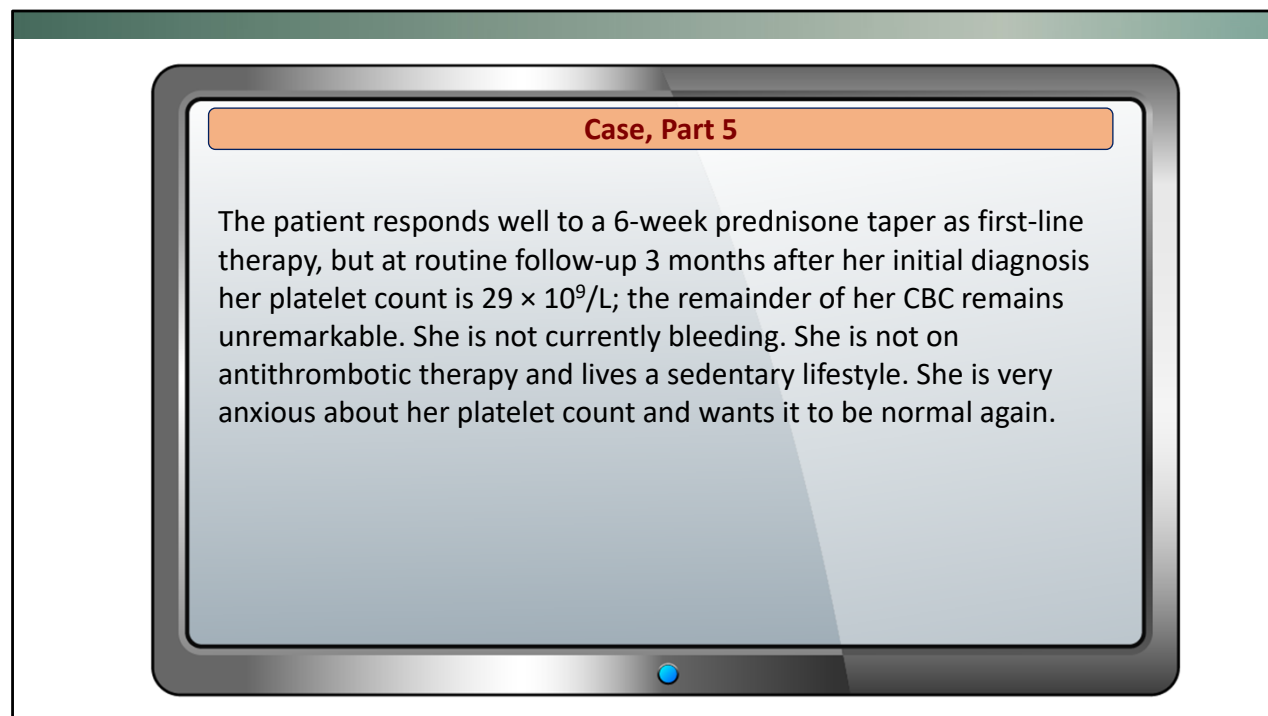 Case, Part 5
The patient responds well to a 6-week prednisone taper as first-line
therapy, but at routine follow-up 3 months after her initial diagnosis
her platelet count is 29 × 10⁹/L; the remainder of her CBC remains
unremarkable. She is not currently bleeding. She is not on
antithrombotic therapy and lives a sedentary lifestyle. She is very
anxious about her platelet count and wants it to be normal again.